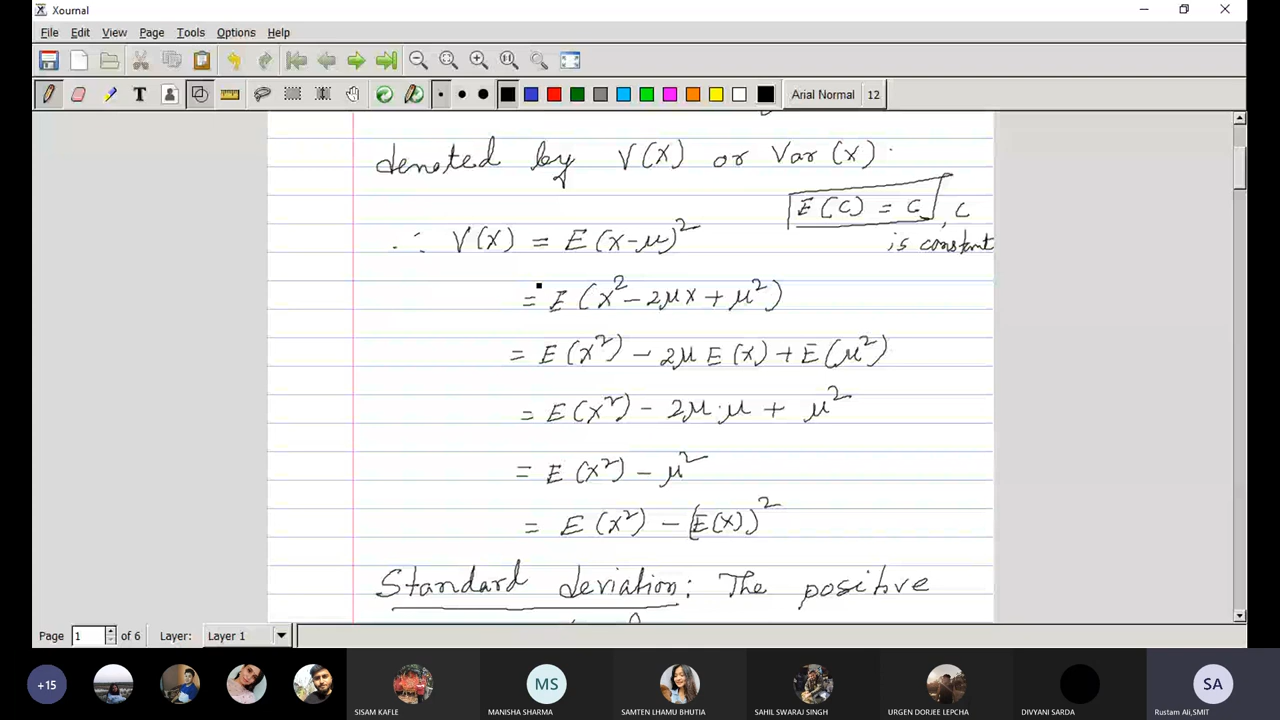 Xournal
File Edit View Page Tools Options Help
Arial Normal 12
denoted by V(X) or Var(X).
E(C) = C, C
is constant
∴ V(X) = E(X-μ)²
= E(X² - 2μX + μ²)
= E(X²) - 2μ E(X) + E(μ²)
= E(X²) - 2μ.μ + μ²
= E(X²) - μ²
= E(X²) - (E(X))²
Standard deviation: The positive
Page 1 of 6 Layer: Layer 1
+15 MS SA
SISAM KAFLE MANISHA SHARMA SAMTEN LHAMU BHUTIA SAHIL SWARAJ SINGH URGEN DORJEE LEPCHA DIVYANI SARDA Rustam Ali,SMIT